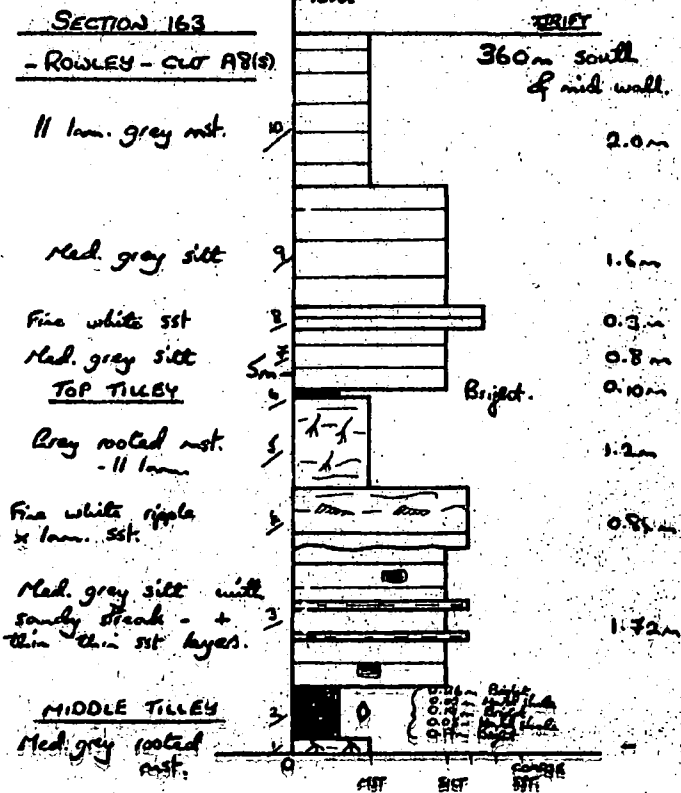 SECTION 163
- ROWLEY - CUT A8(S)
DRIFT
360m south
of mid wall.
// lam. grey mst.
10
2.0m
Med. grey silt
9
1.6m
Fine white sst
8
0.3m
Med. grey silt
7
0.8m
5m
TOP TILLEY
6
Bright.
0.10m
Grey rooted mst.
- // lam
5
1.2m
Fine white ripple
x lam. sst.
4
Med. grey silt with
sandy streak - +
thin thin sst layers.
3
1.72m
MIDDLE TILLEY
2
Bright
Bright
Med. grey rooted
mst.
1
0
MST
SILT
COARSE
SST